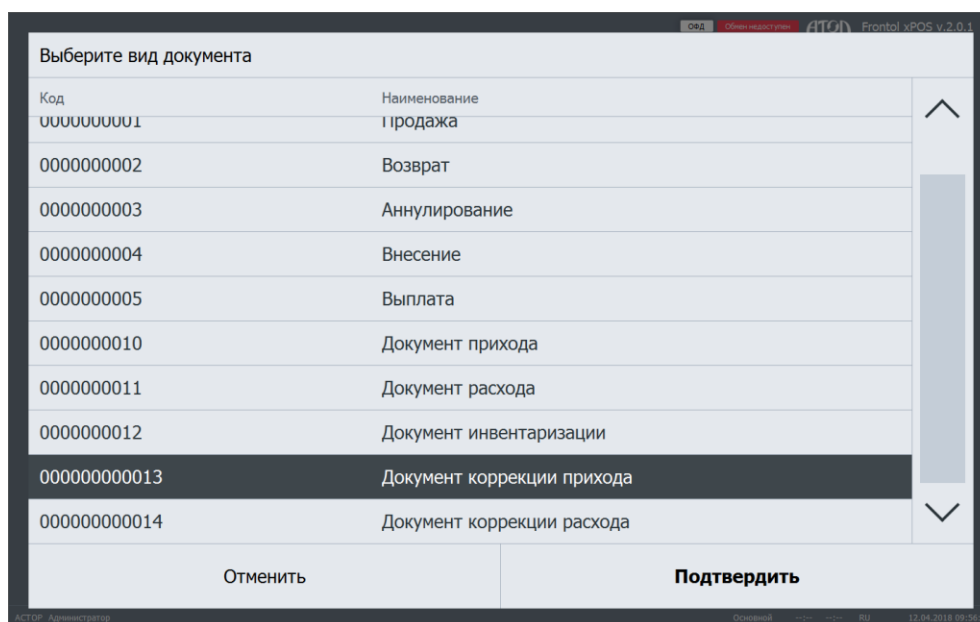 ОФД Обмен недоступен АТОЛ Frontol xPOS v.2.0.1
Выберите вид документа
Код Наименование
0000000001 Продажа
0000000002 Возврат
0000000003 Аннулирование
0000000004 Внесение
0000000005 Выплата
0000000010 Документ прихода
0000000011 Документ расхода
0000000012 Документ инвентаризации
000000000013 Документ коррекции прихода
000000000014 Документ коррекции расхода
Отменить Подтвердить
АСТОР Администратор Основной --:-- --:-- RU 12.04.2018 09:56